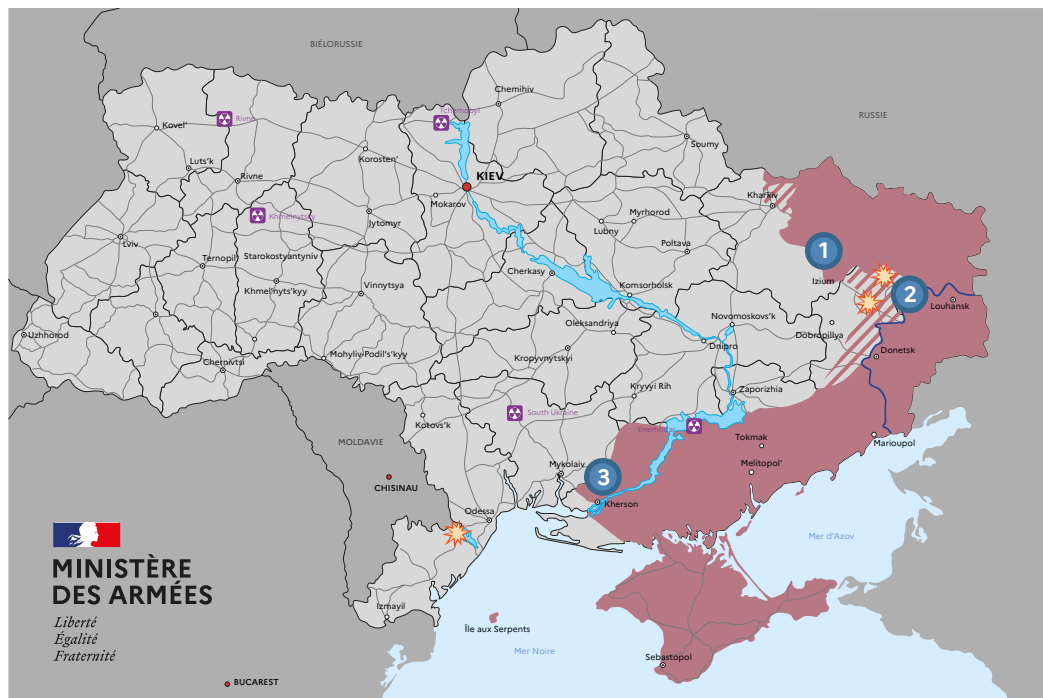 BIÉLORUSSIE
RUSSIE
Chemihiv
Tchernobyl
Rivne
Kovel'
Soumy
Korosten'
Luts'k
Rivne
KIEV
Kharkiv
Mokarov
Khmelnytsky
Jytomyr
Myrhorod
Lubny
Lviv
Poltava
1
Ternopil
Starokostyantyniv
Cherkasy
Izium
Khmel'nyts'kyy
Vinnytsya
Komsorholsk
2
Louhansk
Uzhhorod
Oleksandriya
Novomoskovs'k
Dobropillya
Mohyliv-Podil's'kyy
Chernivtsi
Kropyvnytskyi
Dnipro
Donetsk
Kryvyi Rih
Zaporizhia
South Ukraine
Kotovs'k
Enerhodar
MOLDAVIE
Tokmak
Marioupol
Mykolaiv
3
Melitopol'
CHISINAU
Kherson
Odessa
Mer d'Azov
MINISTÈRE
DES ARMÉES
Liberté
Égalité
Fraternité
Izmayil
Île aux Serpents
Mer Noire
Sebastopol
BUCAREST